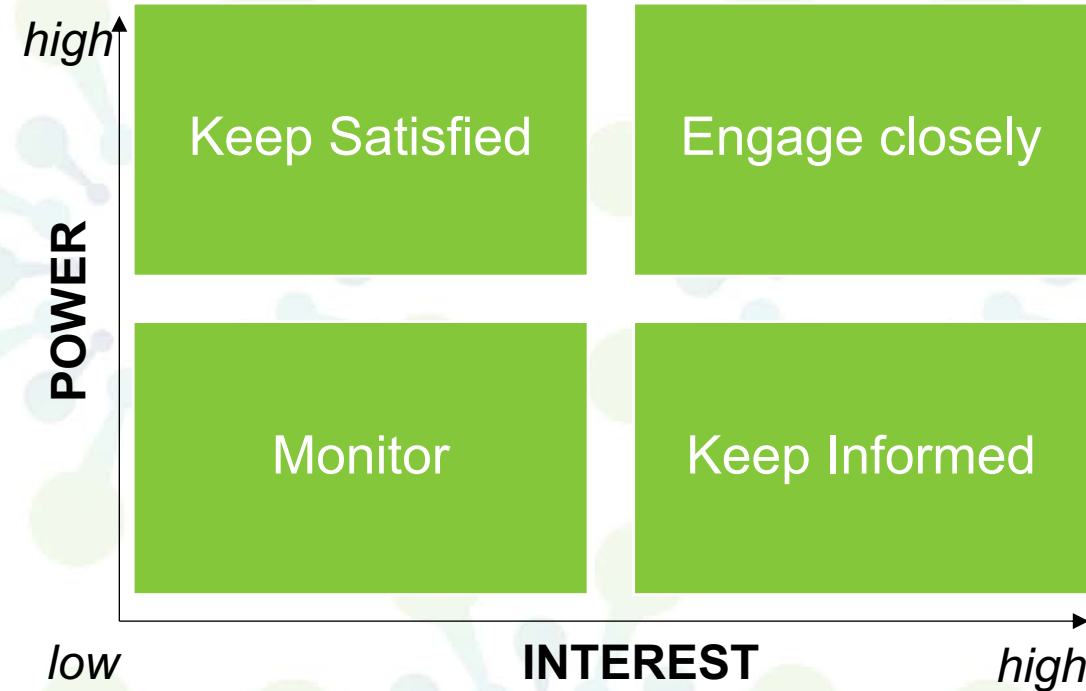 high
Keep Satisfied
Engage closely
POWER
Monitor
Keep Informed
low
INTEREST
high